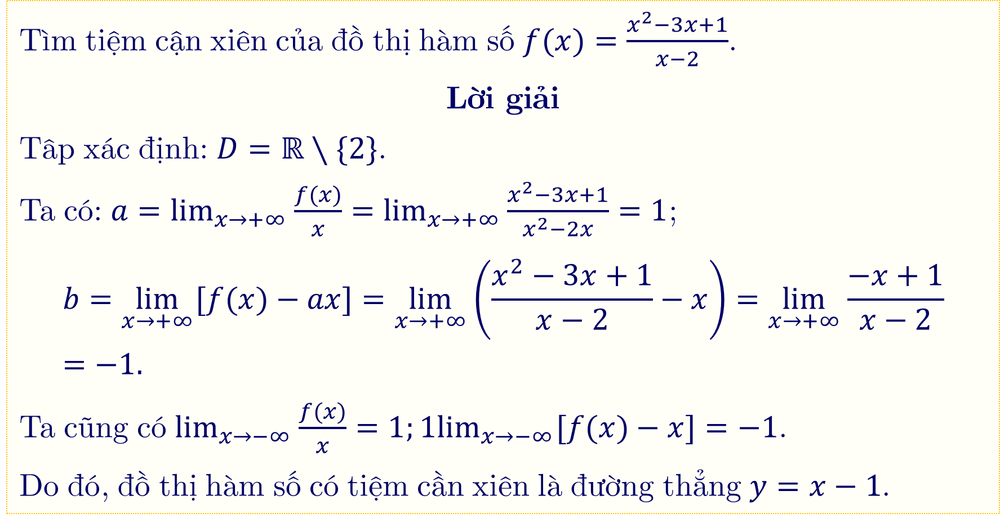 Tìm tiệm cận xiên của đồ thị hàm số $f(x) = \frac{x^2-3x+1}{x-2}$.
Lời giải
Tâp xác định: $D = \mathbb{R} \setminus \{2\}$.
Ta có: $a = \lim_{x \to +\infty} \frac{f(x)}{x} = \lim_{x \to +\infty} \frac{x^2-3x+1}{x^2-2x} = 1$;
$b = \lim_{x \to +\infty} [f(x) - ax] = \lim_{x \to +\infty} \left( \frac{x^2 - 3x + 1}{x - 2} - x \right) = \lim_{x \to +\infty} \frac{-x + 1}{x - 2}$
$= -1.$
Ta cũng có $\lim_{x \to -\infty} \frac{f(x)}{x} = 1; 1\lim_{x \to -\infty} [f(x) - x] = -1$.
Do đó, đồ thị hàm số có tiệm cần xiên là đường thẳng $y = x - 1$.